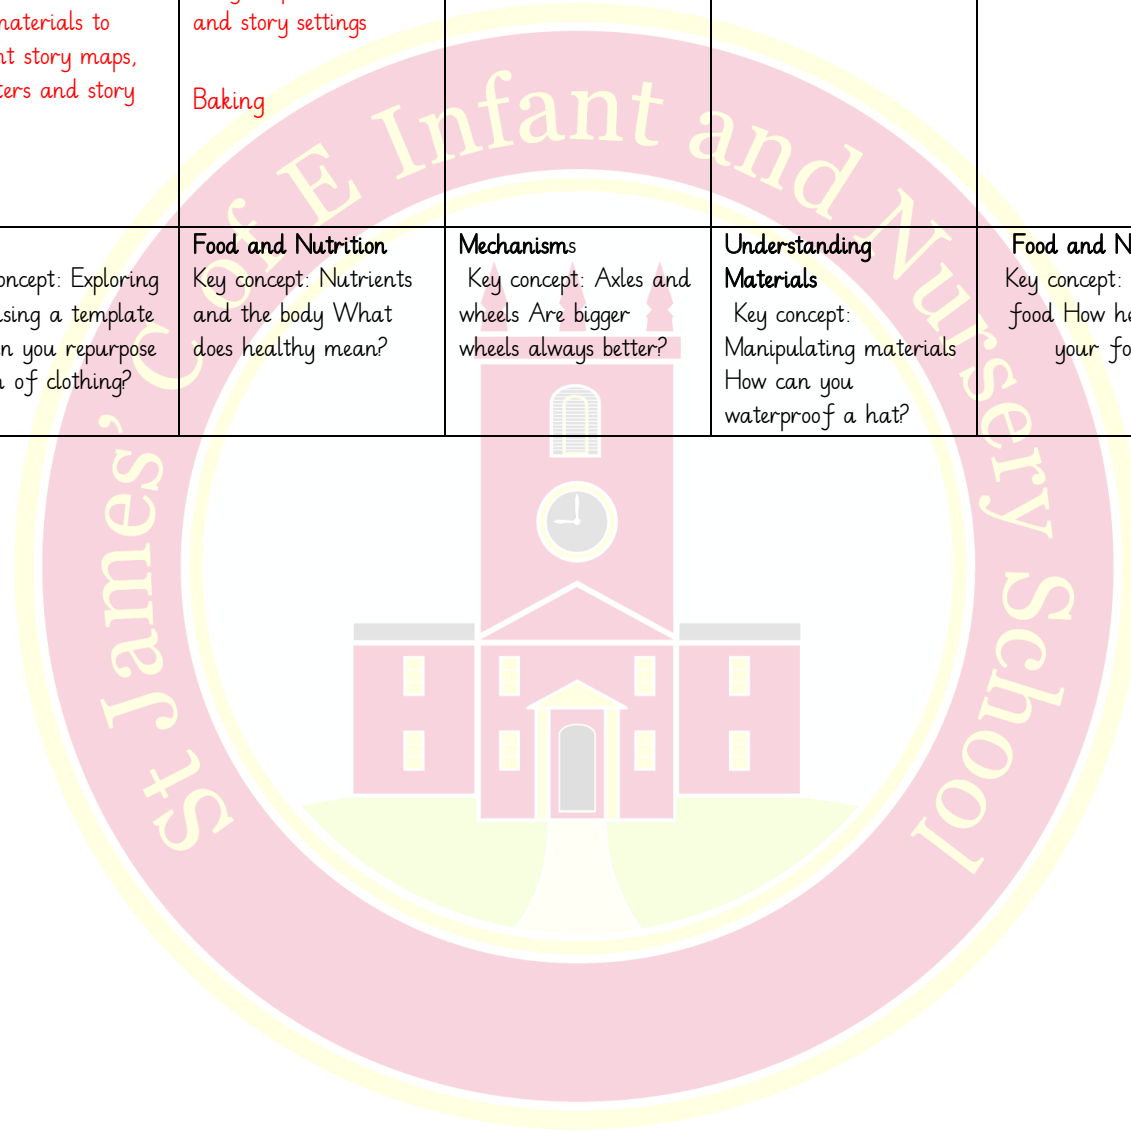 materials to
nt story maps,
ters and story
and story settings
Baking
oncept: Exploring
using a template
n you repurpose
of clothing?
Food and Nutrition
Key concept: Nutrients
and the body What
does healthy mean?
Mechanisms
Key concept: Axles and
wheels Are bigger
wheels always better?
Understanding
Materials
Key concept:
Manipulating materials
How can you
waterproof a hat?
Food and N
Key concept:
food How he
your fo
St James' C of E Infant and Nursery School